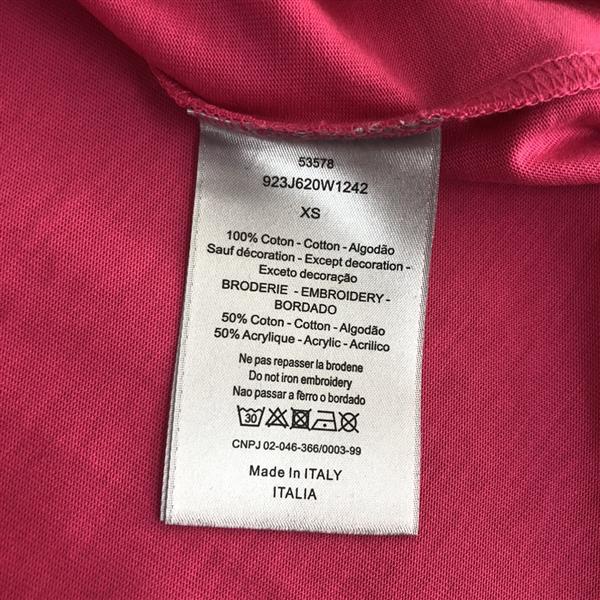 53578
923J620W1242
XS
100% Coton - Cotton - Algodão
Sauf décoration - Except decoration -
Exceto decoração
BRODERIE - EMBROIDERY -
BORDADO
50% Coton - Cotton - Algodão
50% Acrylique - Acrylic - Acrilico
Ne pas repasser la brodene
Do not iron embroidery
Nao passar a ferro o bordado
30
CNPJ 02-046-366/0003-99
Made In ITALY
ITALIA